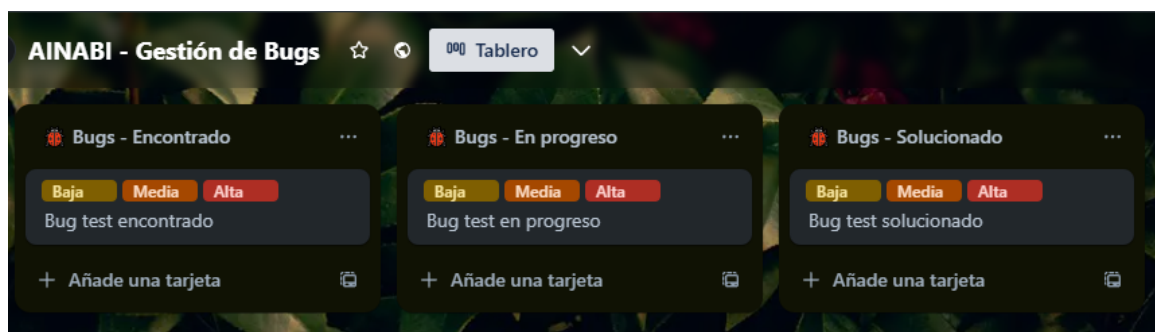 AINABI - Gestión de Bugs Tablero
Bugs - Encontrado
Baja Media Alta
Bug test encontrado
+ Añade una tarjeta
Bugs - En progreso
Baja Media Alta
Bug test en progreso
+ Añade una tarjeta
Bugs - Solucionado
Baja Media Alta
Bug test solucionado
+ Añade una tarjeta